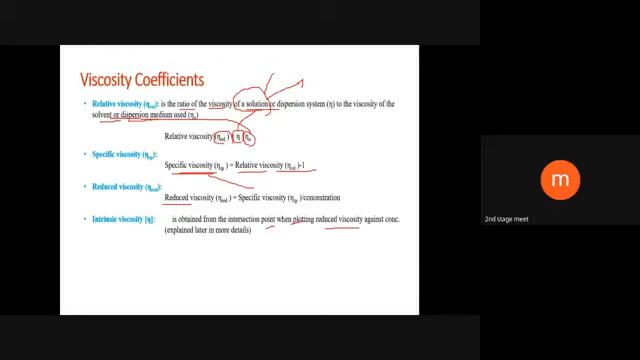 Viscosity Coefficients
Relative viscosity (ηrel): is the ratio of the viscosity of a solution or dispersion system (η) to the viscosity of the
solvent or dispersion medium used (ηo)
Relative viscosity (ηrel) = η / ηo
Specific viscosity (ηsp):
Specific viscosity (ηsp) = Relative viscosity (ηrel) -1
Reduced viscosity (ηred):
Reduced viscosity (ηred) = Specific viscosity (ηsp) /concentration
Intrinsic viscosity [η] is obtained from the intersection point when plotting reduced viscosity against conc.
(explained later in more details)
m
2nd stage meet